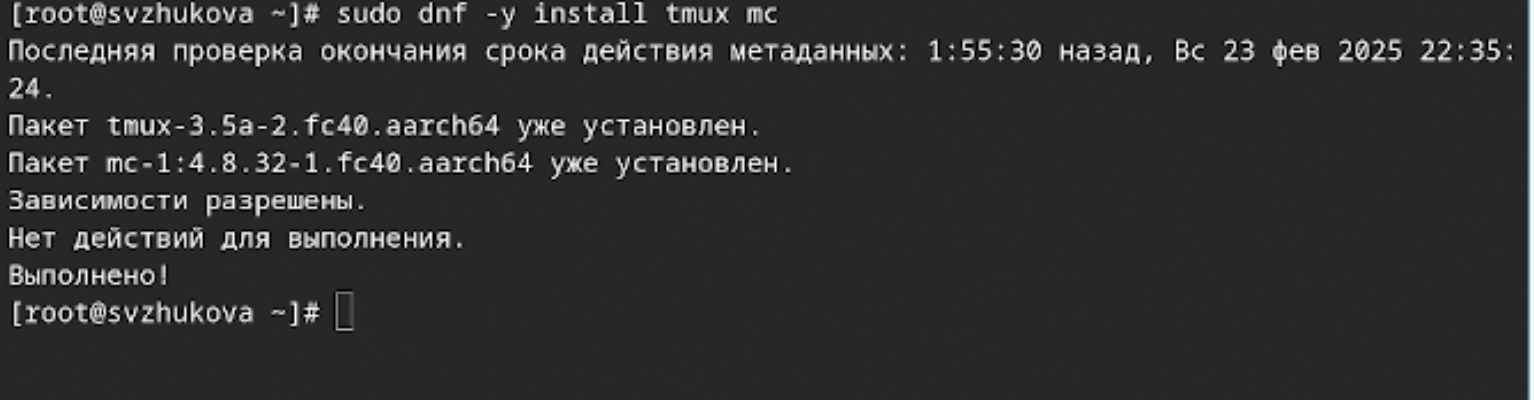 [root@svzhukova ~]# sudo dnf -y install tmux mc
Последняя проверка окончания срока действия метаданных: 1:55:30 назад, Вс 23 фев 2025 22:35:
24.
Пакет tmux-3.5a-2.fc40.aarch64 уже установлен.
Пакет mc-1:4.8.32-1.fc40.aarch64 уже установлен.
Зависимости разрешены.
Нет действий для выполнения.
Выполнено!
[root@svzhukova ~]#